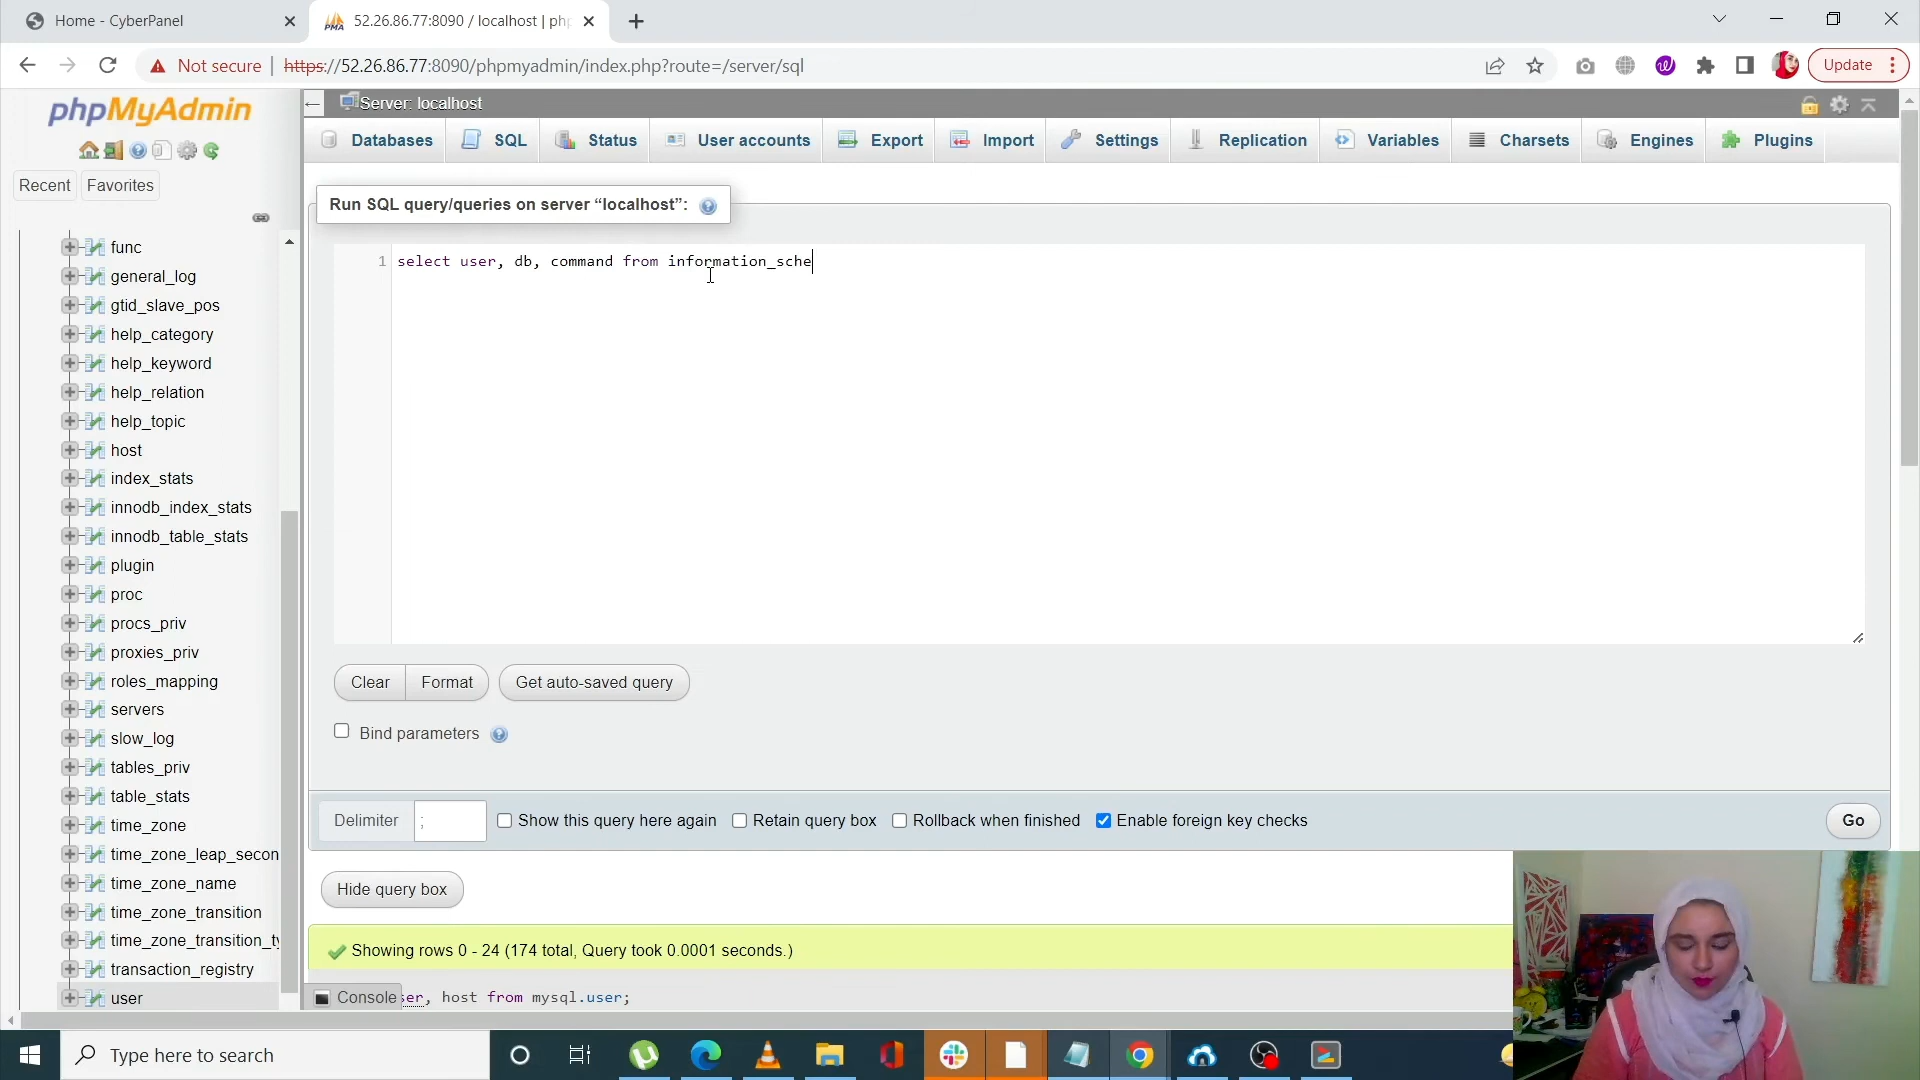 Home - CyberPanel
52.26.86.77:8090 / localhost | ph
Not secure
https://52.26.86.77:8090/phpmyadmin/index.php?route=/server/sql
Update
phpMyAdmin
Recent
Favorites
func
general_log
gtid_slave_pos
help_category
help_keyword
help_relation
help_topic
host
index_stats
innodb_index_stats
innodb_table_stats
plugin
proc
procs_priv
proxies_priv
roles_mapping
servers
slow_log
tables_priv
table_stats
time_zone
time_zone_leap_secon
time_zone_name
time_zone_transition
time_zone_transition_ty
transaction_registry
user
Server: localhost
Databases
SQL
Status
User accounts
Export
Import
Settings
Replication
Variables
Charsets
Engines
Plugins
Run SQL query/queries on server “localhost”:
1 select user, db, command from information_sche
Clear
Format
Get auto-saved query
Bind parameters
Delimiter ;
Show this query here again
Retain query box
Rollback when finished
Enable foreign key checks
Go
Hide query box
Showing rows 0 - 24 (174 total, Query took 0.0001 seconds.)
Console
ser, host from mysql.user;
Type here to search